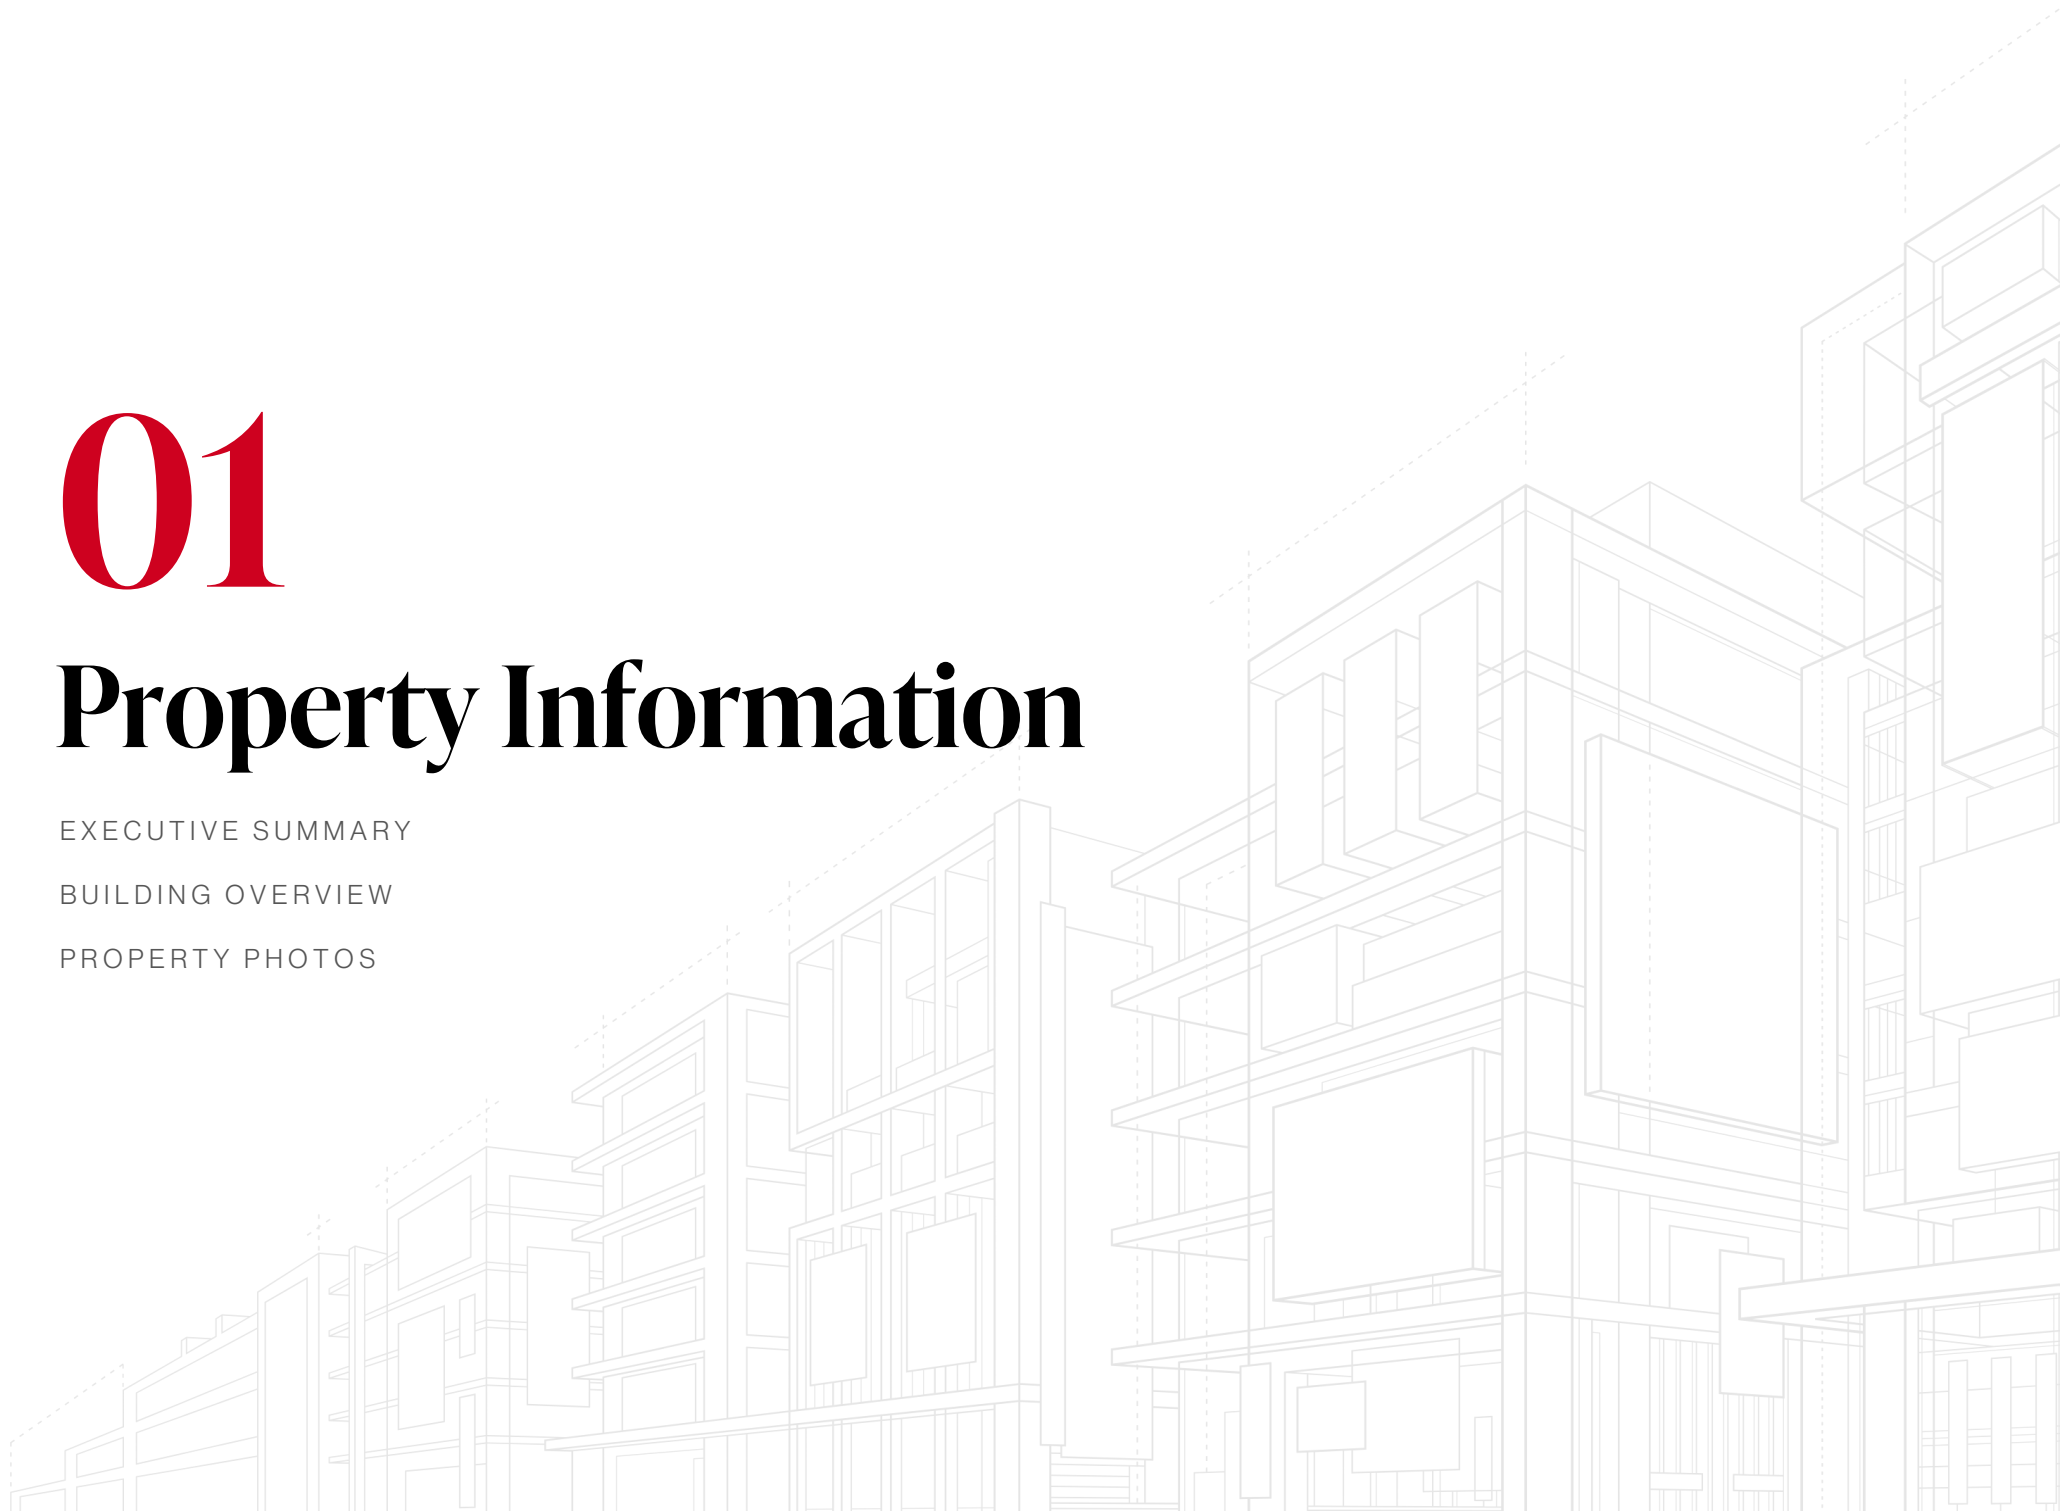 01
Property Information
EXECUTIVE SUMMARY
BUILDING OVERVIEW
PROPERTY PHOTOS